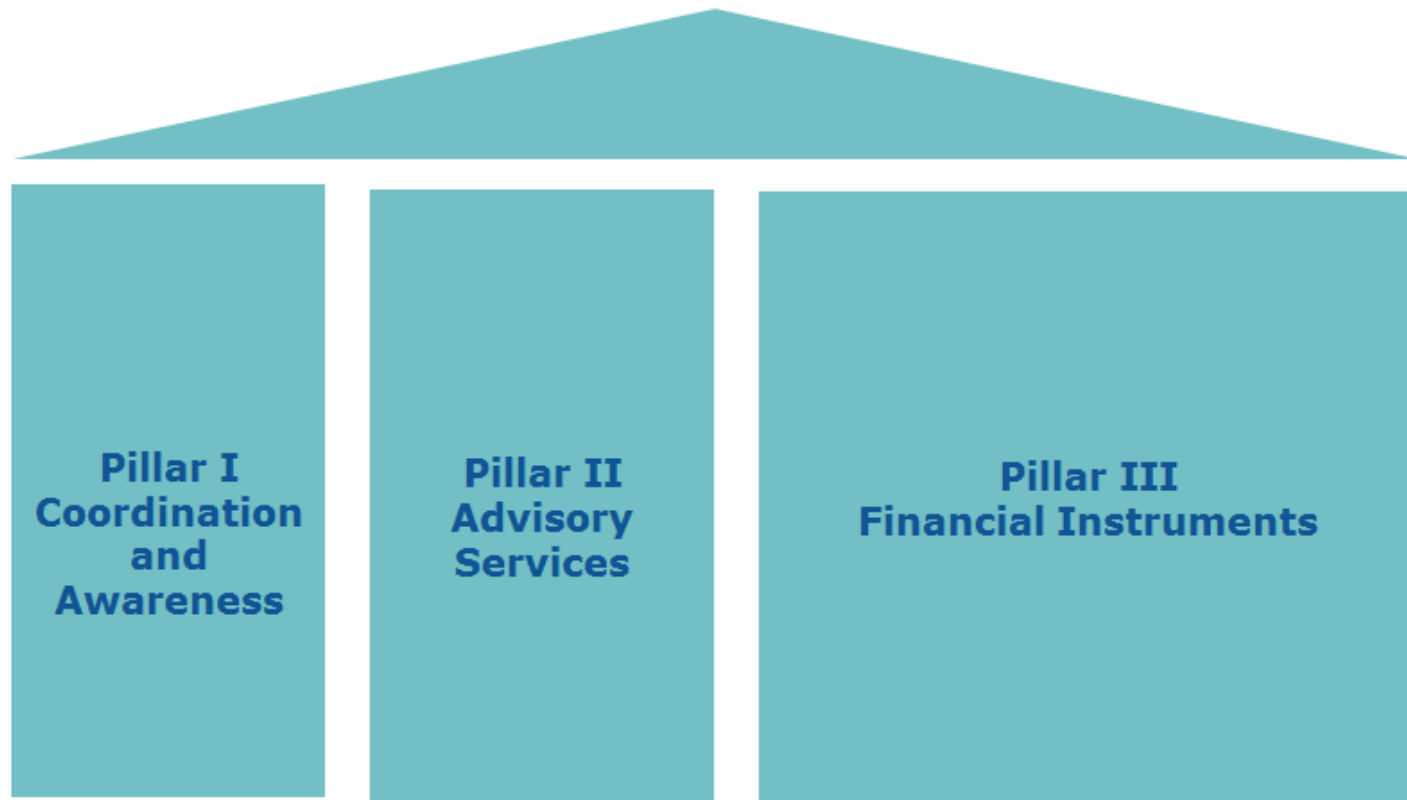 Pillar I
Coordination
and
Awareness
Pillar II
Advisory
Services
Pillar III
Financial Instruments